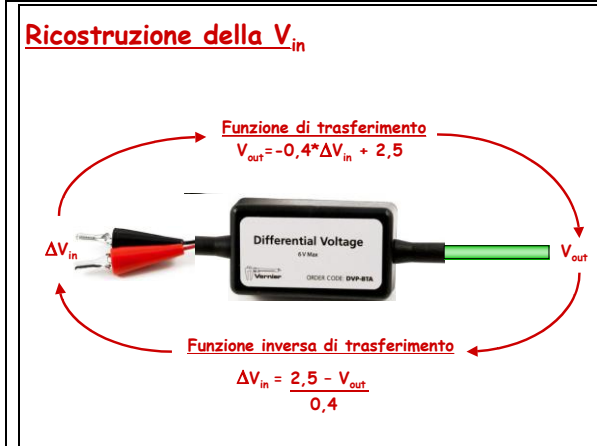 Ricostruzione della Vin
Funzione di trasferimento
Vout=-0,4*ΔVin + 2,5
ΔVin
Differential Voltage
6 V Max
Vernier
ORDER CODE: DVP-BTA
Vout
Funzione inversa di trasferimento
ΔVin = 2,5 – Vout
0,4